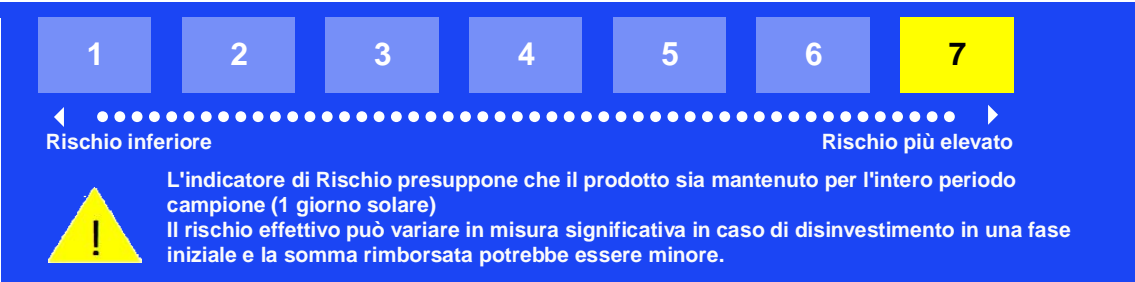 1 2 3 4 5 6 7
Rischio inferiore Rischio più elevato
L'indicatore di Rischio presuppone che il prodotto sia mantenuto per l'intero periodo
campione (1 giorno solare)
Il rischio effettivo può variare in misura significativa in caso di disinvestimento in una fase
iniziale e la somma rimborsata potrebbe essere minore.
!